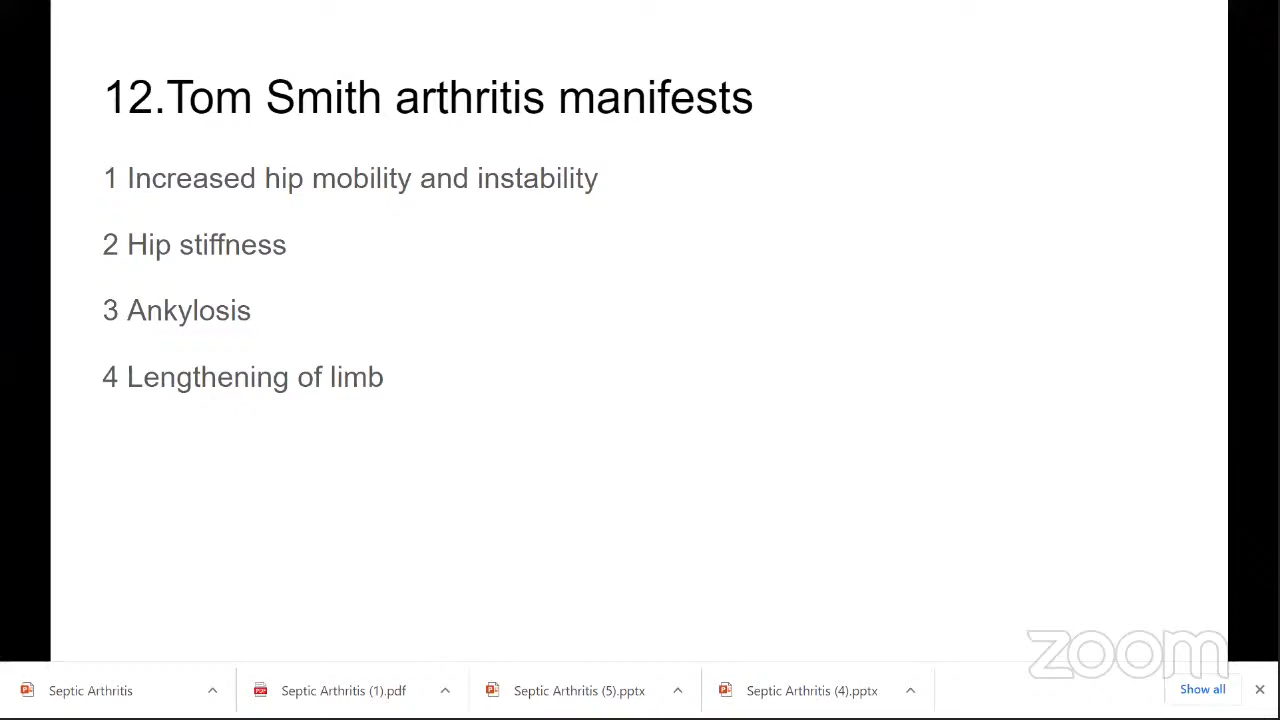 12.Tom Smith arthritis manifests
1 Increased hip mobility and instability
2 Hip stiffness
3 Ankylosis
4 Lengthening of limb
zoom
Septic Arthritis
Septic Arthritis (1).pdf
Septic Arthritis (5).pptx
Septic Arthritis (4).pptx
Show all